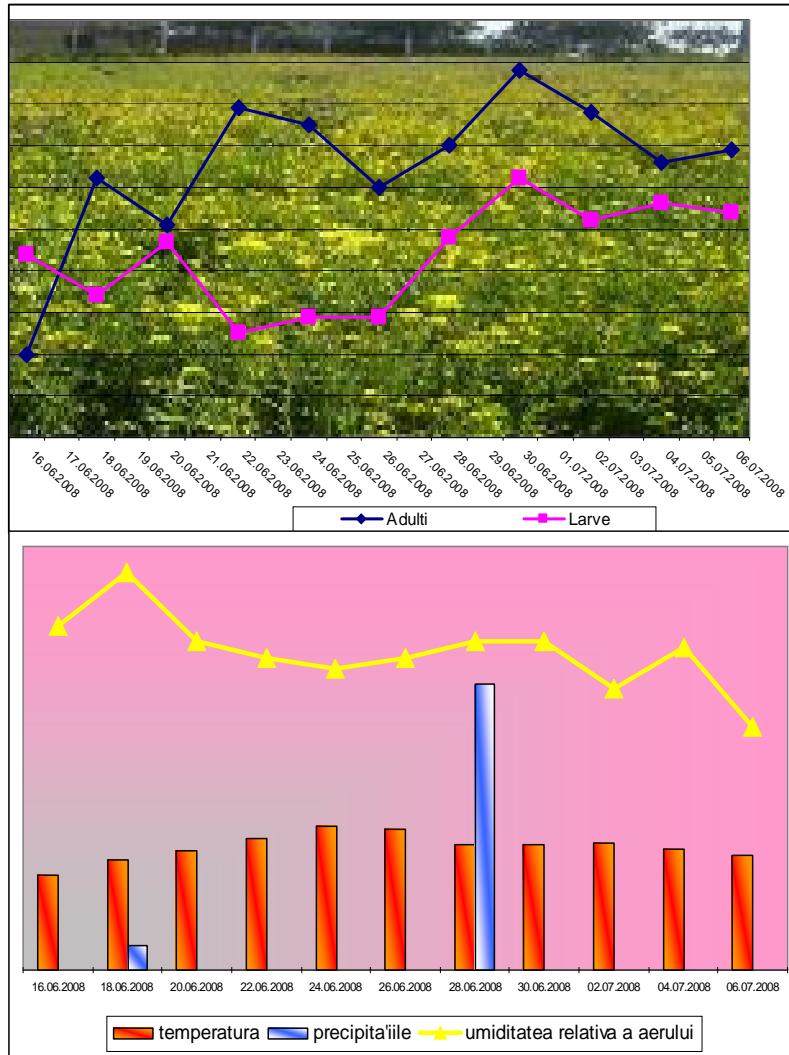 16.06.2008 17.06.2008 18.06.2008 19.06.2008 20.06.2008 21.06.2008 22.06.2008 23.06.2008 24.06.2008 25.06.2008 26.06.2008 27.06.2008 28.06.2008 29.06.2008 30.06.2008 01.07.2008 02.07.2008 03.07.2008 04.07.2008 05.07.2008 06.07.2008
Adulti Larve
16.06.2008 18.06.2008 20.06.2008 22.06.2008 24.06.2008 26.06.2008 28.06.2008 30.06.2008 02.07.2008 04.07.2008 06.07.2008
temperatura precipita'iile umiditatea relativa a aerului